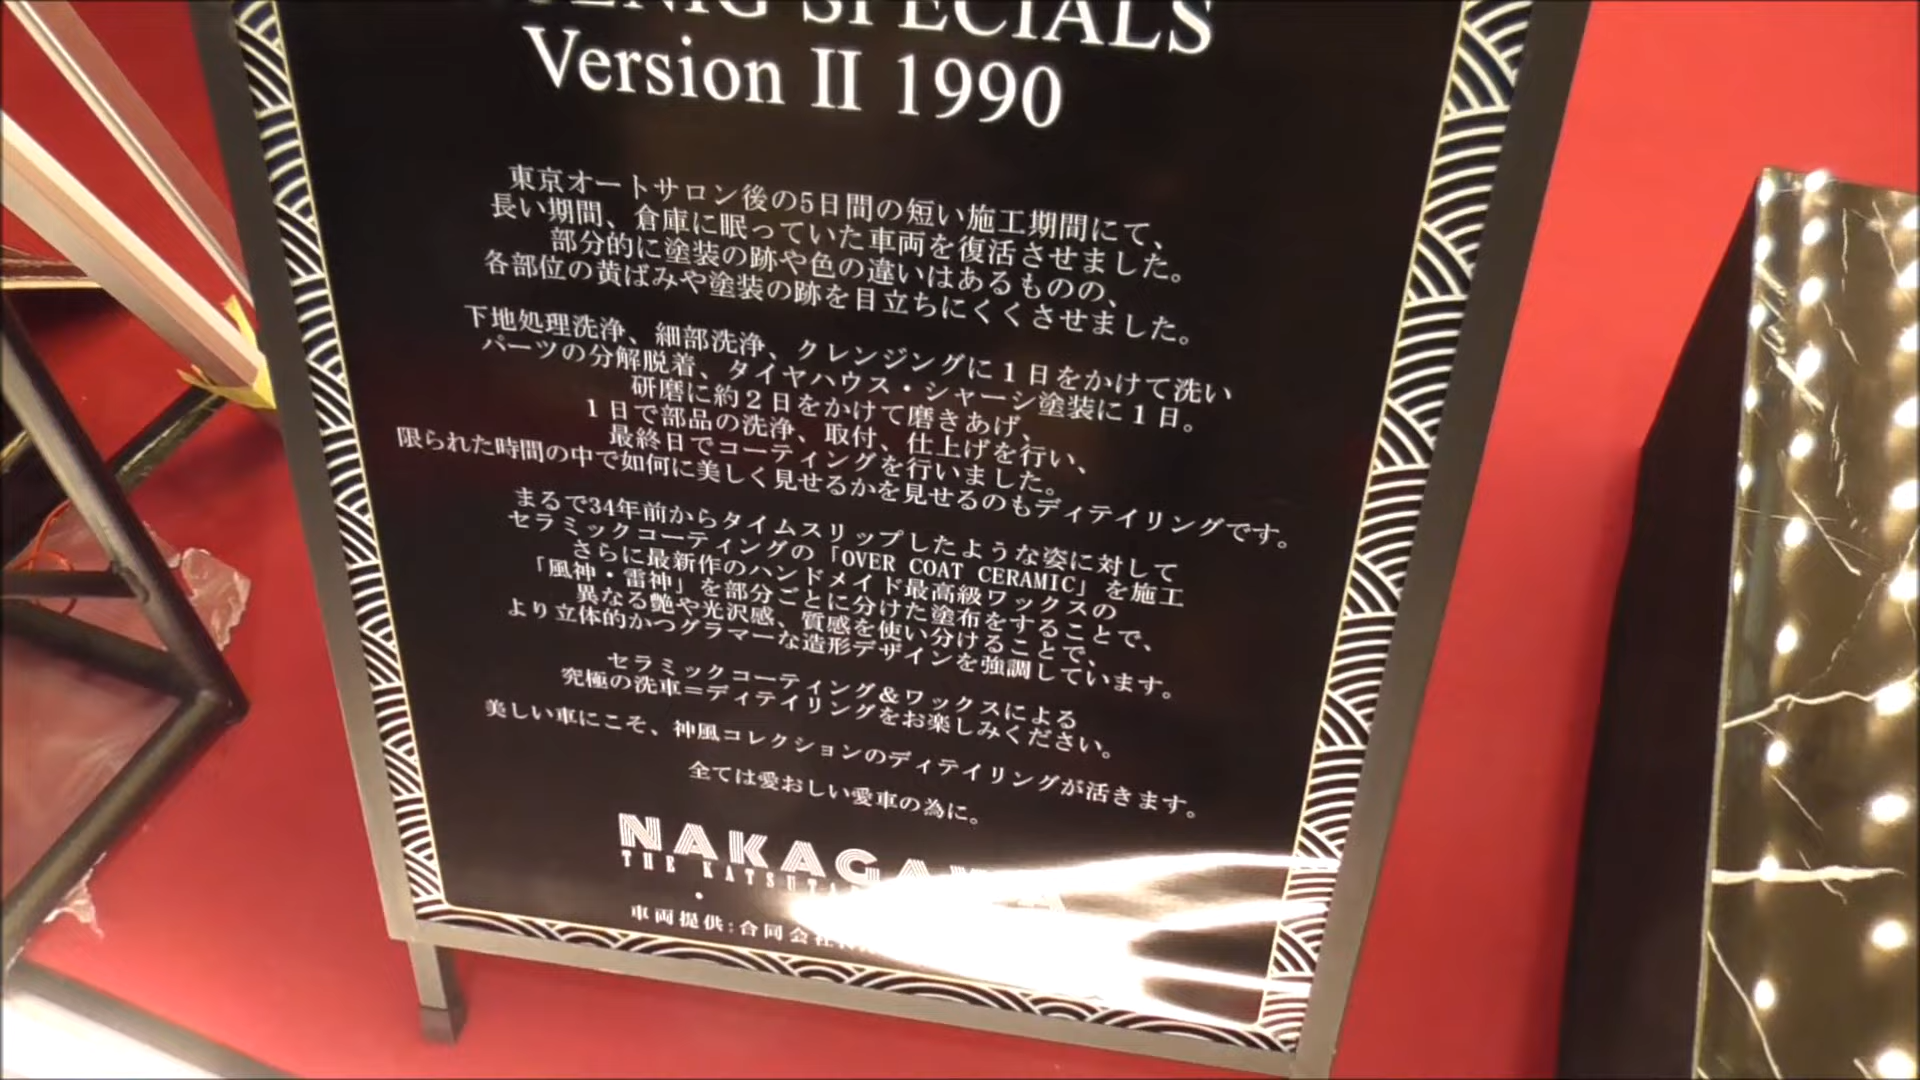 SPECIALS
Version II 1990
東京オートサロン後の5日間の短い施工期間にて、
長い期間、倉庫に眠っていた車両を復活させました。
部分的に塗装の跡や色の違いはあるものの、
各部位の黄ばみや塗装の跡を目立ちにくくさせました。
下地処理洗浄、細部洗浄、クレンジングに1日をかけて洗い
パーツの分解脱着、タイヤハウス・シャーシ塗装に1日。
研磨に約2日をかけて磨きあげ、
1日で部品の洗浄、取付、仕上げを行い、
最終日でコーティングを行いました。
限られた時間の中で如何に美しく見せるかを見せるのもディテイリングです。
まるで34年前からタイムスリップしたような姿に対して
セラミックコーティングの「OVER COAT CERAMIC」を施工
さらに最新作のハンドメイド最高級ワックスの
「風神・雷神」を部分ごとに分けた塗布をすることで、
異なる艶や光沢感、質感を使い分けることで、
より立体的かつグラマーな造形デザインを強調しています。
セラミックコーティング&ワックスによる
究極の洗車=ディテイリングをお楽しみください。
美しい車にこそ、神風コレクションのディテイリングが活きます。
全ては愛おしい愛車の為に。
THE
車両提供:合同会社